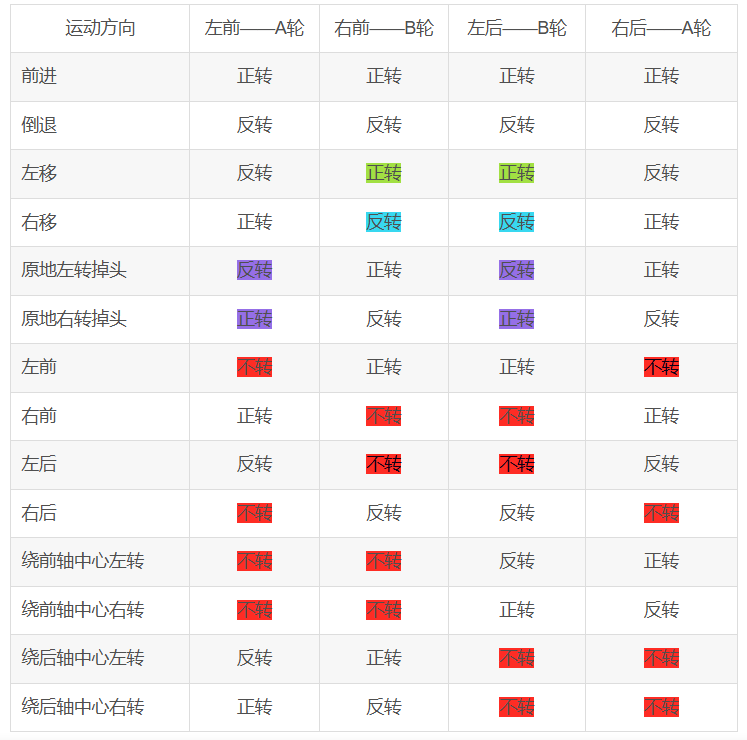 运动方向 左前——A轮 右前——B轮 左后——B轮 右后——A轮
前进 正转 正转 正转 正转
倒退 反转 反转 反转 反转
左移 反转 正转 正转 反转
右移 正转 反转 反转 正转
原地左转掉头 反转 正转 反转 正转
原地右转掉头 正转 反转 正转 反转
左前 不转 正转 正转 不转
右前 正转 不转 不转 正转
左后 反转 不转 不转 反转
右后 不转 反转 反转 不转
绕前轴中心左转 不转 不转 反转 正转
绕前轴中心右转 不转 不转 正转 反转
绕后轴中心左转 反转 正转 不转 不转
绕后轴中心右转 正转 反转 不转 不转